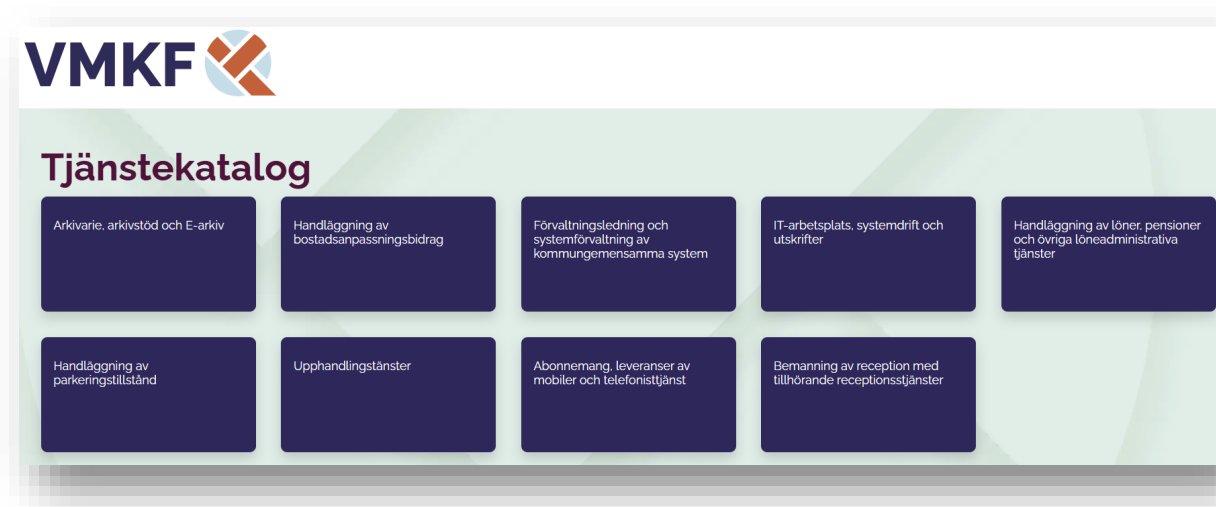 VMKF
Tjänstekatalog
Arkivarie, arkivstöd och E-arkiv
Handläggning av
bostadsanpassningsbidrag
Förvaltningsledning och
systemförvaltning av
kommungemensamma system
IT-arbetsplats, systemdrift och
utskrifter
Handläggning av löner, pensioner
och övriga löneadministrativa
tjänster
Handläggning av
parkeringstillstånd
Upphandlingstänster
Abonnemang, leveranser av
mobiler och telefonisttjänst
Bemanning av reception med
tillhörande receptionsstjänster